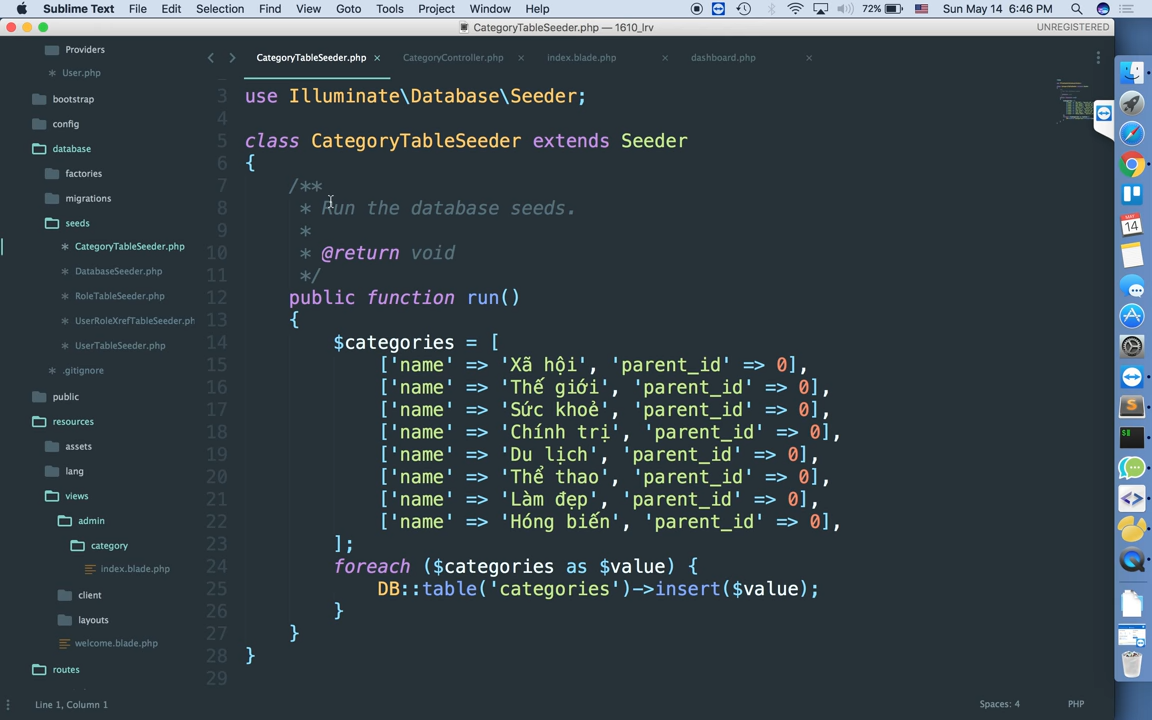 Sublime Text File Edit Selection Find View Goto Tools Project Window Help 72% Sun May 14 6:46 PM
CategoryTableSeeder.php — 1610_lrv UNREGISTERED
Providers
User.php
bootstrap
config
database
factories
migrations
seeds
CategoryTableSeeder.php
DatabaseSeeder.php
RoleTableSeeder.php
UserRoleXrefTableSeeder.ph
UserTableSeeder.php
.gitignore
public
resources
assets
lang
views
admin
category
index.blade.php
client
layouts
welcome.blade.php
routes
CategoryTableSeeder.php × CategoryController.php × index.blade.php × dashboard.php ×
3 use Illuminate\Database\Seeder;
4
5 class CategoryTableSeeder extends Seeder
6 {
7 /**
8 * Run the database seeds.
9 *
10 * @return void
11 */
12 public function run()
13 {
14 $categories = [
15 ['name' => 'Xã hội', 'parent_id' => 0],
16 ['name' => 'Thế giới', 'parent_id' => 0],
17 ['name' => 'Sức khoẻ', 'parent_id' => 0],
18 ['name' => 'Chính trị', 'parent_id' => 0],
19 ['name' => 'Du lịch', 'parent_id' => 0],
20 ['name' => 'Thể thao', 'parent_id' => 0],
21 ['name' => 'Làm đẹp', 'parent_id' => 0],
22 ['name' => 'Hóng biến', 'parent_id' => 0],
23 ];
24 foreach ($categories as $value) {
25 DB::table('categories')->insert($value);
26 }
27 }
28 }
29
Line 1, Column 1 Spaces: 4 PHP